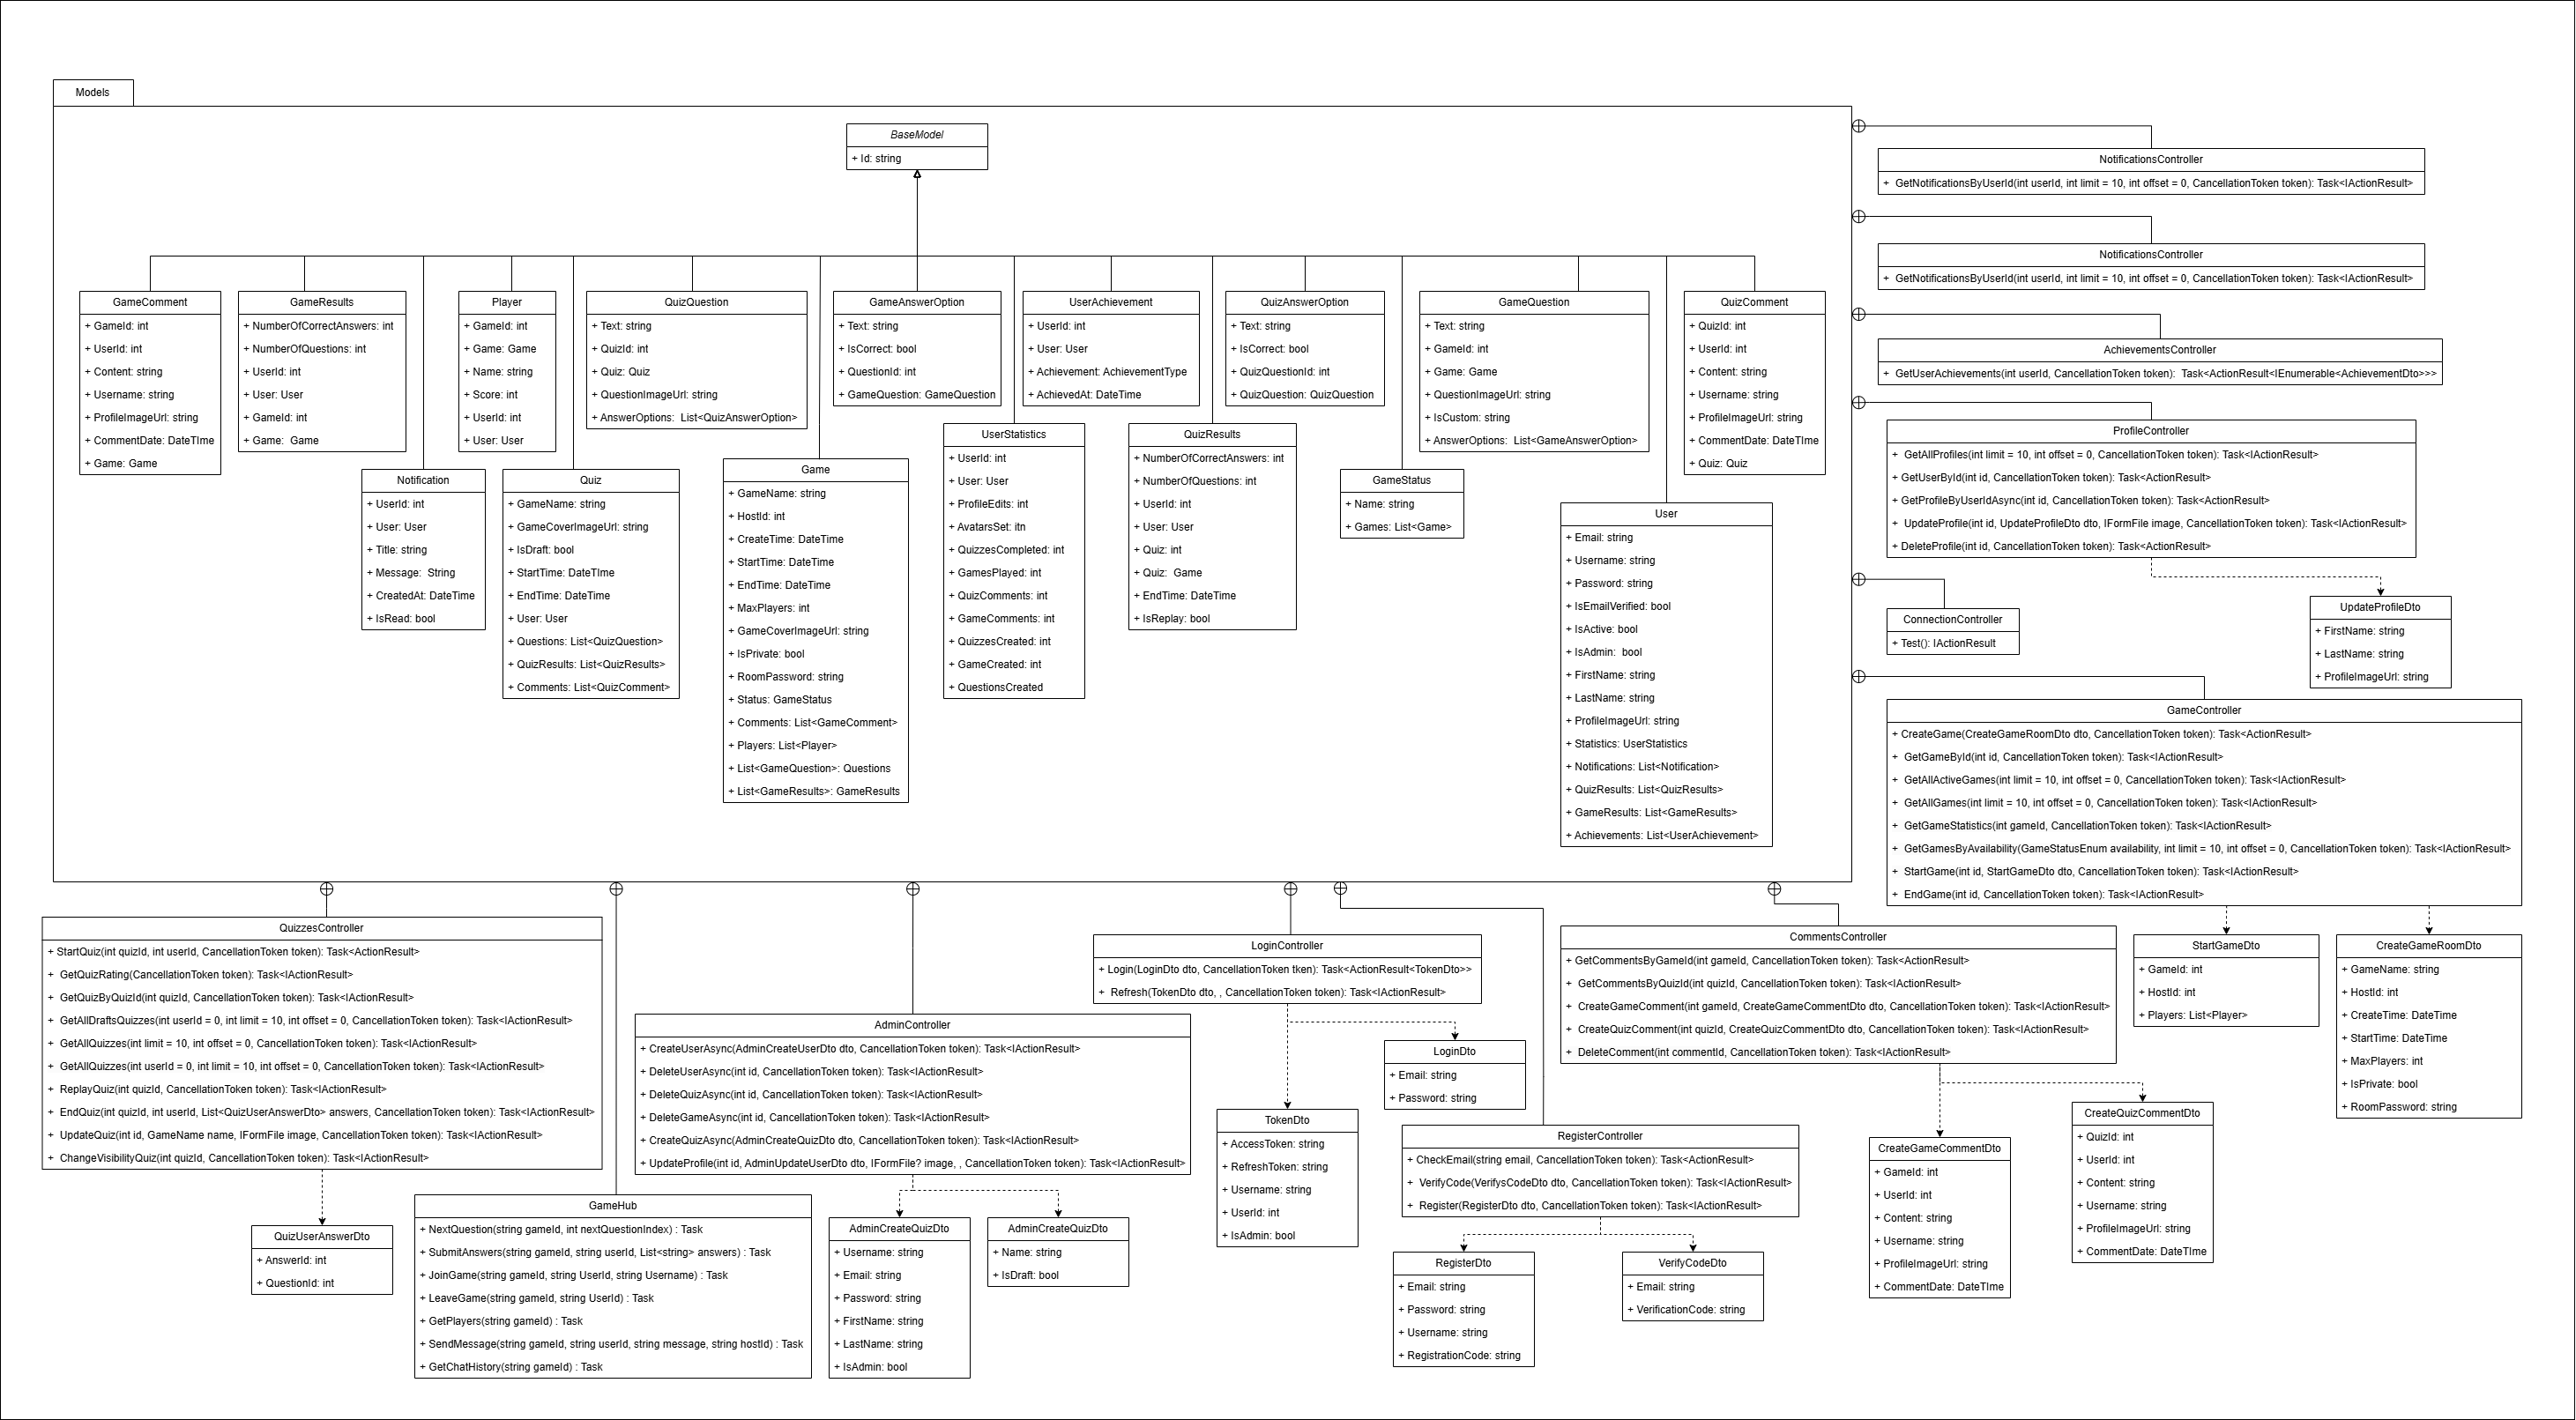 Models
BaseModel
+ Id: string
GameComment
+ GameId: int
+ UserId: int
+ Content: string
+ Username: string
+ ProfileImageUrl: string
+ CommentDate: DateTIme
+ Game: Game
GameResults
+ NumberOfCorrectAnswers: int
+ NumberOfQuestions: int
+ UserId: int
+ User: User
+ GameId: int
+ Game:  Game
Notification
+ UserId: int
+ User: User
+ Title: string
+ Message:  String
+ CreatedAt: DateTime
+ IsRead: bool
Player
+ GameId: int
+ Game: Game
+ Name: string
+ Score: int
+ UserId: int
+ User: User
Quiz
+ GameName: string
+ GameCoverImageUrl: string
+ IsDraft: bool
+ StartTime: DateTIme
+ EndTime: DateTime
+ User: User
+ Questions: List<QuizQuestion>
+ QuizResults: List<QuizResults>
+ Comments: List<QuizComment>
QuizQuestion
+ Text: string
+ QuizId: int
+ Quiz: Quiz
+ QuestionImageUrl: string
+ AnswerOptions:  List<QuizAnswerOption>
Game
+ GameName: string
+ HostId: int
+ CreateTime: DateTime
+ StartTime: DateTime
+ EndTime: DateTime
+ MaxPlayers: int
+ GameCoverImageUrl: string
+ IsPrivate: bool
+ RoomPassword: string
+ Status: GameStatus
+ Comments: List<GameComment>
+ Players: List<Player>
+ List<GameQuestion>: Questions
+ List<GameResults>: GameResults
GameAnswerOption
+ Text: string
+ IsCorrect: bool
+ QuestionId: int
+ GameQuestion: GameQuestion
UserStatistics
+ UserId: int
+ User: User
+ ProfileEdits: int
+ AvatarsSet: itn
+ QuizzesCompleted: int
+ GamesPlayed: int
+ QuizComments: int
+ GameComments: int
+ QuizzesCreated: int
+ GameCreated: int
+ QuestionsCreated
UserAchievement
+ UserId: int
+ User: User
+ Achievement: AchievementType
+ AchievedAt: DateTime
QuizResults
+ NumberOfCorrectAnswers: int
+ NumberOfQuestions: int
+ UserId: int
+ User: User
+ Quiz: int
+ Quiz:  Game
+ EndTime: DateTime
+ IsReplay: bool
QuizAnswerOption
+ Text: string
+ IsCorrect: bool
+ QuizQuestionId: int
+ QuizQuestion: QuizQuestion
GameStatus
+ Name: string
+ Games: List<Game>
GameQuestion
+ Text: string
+ GameId: int
+ Game: Game
+ QuestionImageUrl: string
+ IsCustom: string
+ AnswerOptions:  List<GameAnswerOption>
User
+ Email: string
+ Username: string
+ Password: string
+ IsEmailVerified: bool
+ IsActive: bool
+ IsAdmin:  bool
+ FirstName: string
+ LastName: string
+ ProfileImageUrl: string
+ Statistics: UserStatistics
+ Notifications: List<Notification>
+ QuizResults: List<QuizResults>
+ GameResults: List<GameResults>
+ Achievements: List<UserAchievement>
QuizComment
+ QuizId: int
+ UserId: int
+ Content: string
+ Username: string
+ ProfileImageUrl: string
+ CommentDate: DateTIme
+ Quiz: Quiz
NotificationsController
+  GetNotificationsByUserId(int userId, int limit = 10, int offset = 0, CancellationToken token): Task<IActionResult>
NotificationsController
+  GetNotificationsByUserId(int userId, int limit = 10, int offset = 0, CancellationToken token): Task<IActionResult>
AchievementsController
+  GetUserAchievements(int userId, CancellationToken token):  Task<ActionResult<IEnumerable<AchievementDto>>>
ProfileController
+  GetAllProfiles(int limit = 10, int offset = 0, CancellationToken token): Task<IActionResult>
+ GetUserById(int id, CancellationToken token): Task<ActionResult>
+ GetProfileByUserIdAsync(int id, CancellationToken token): Task<ActionResult>
+  UpdateProfile(int id, UpdateProfileDto dto, IFormFile image, CancellationToken token): Task<IActionResult>
+ DeleteProfile(int id, CancellationToken token): Task<ActionResult>
UpdateProfileDto
+ FirstName: string
+ LastName: string
+ ProfileImageUrl: string
ConnectionController
+ Test(): IActionResult
GameController
+ CreateGame(CreateGameRoomDto dto, CancellationToken token): Task<ActionResult>
+  GetGameById(int id, CancellationToken token): Task<IActionResult>
+  GetAllActiveGames(int limit = 10, int offset = 0, CancellationToken token): Task<IActionResult>
+  GetAllGames(int limit = 10, int offset = 0, CancellationToken token): Task<IActionResult>
+  GetGameStatistics(int gameId, CancellationToken token): Task<IActionResult>
+  GetGamesByAvailability(GameStatusEnum availability, int limit = 10, int offset = 0, CancellationToken token): Task<IActionResult>
+  StartGame(int id, StartGameDto dto, CancellationToken token): Task<IActionResult>
+  EndGame(int id, CancellationToken token): Task<IActionResult>
StartGameDto
+ GameId: int
+ HostId: int
+ Players: List<Player>
CreateGameRoomDto
+ GameName: string
+ HostId: int
+ CreateTime: DateTime
+ StartTime: DateTime
+ MaxPlayers: int
+ IsPrivate: bool
+ RoomPassword: string
QuizzesController
+ StartQuiz(int quizId, int userId, CancellationToken token): Task<ActionResult>
+  GetQuizRating(CancellationToken token): Task<IActionResult>
+  GetQuizByQuizId(int quizId, CancellationToken token): Task<IActionResult>
+  GetAllDraftsQuizzes(int userId = 0, int limit = 10, int offset = 0, CancellationToken token): Task<IActionResult>
+  GetAllQuizzes(int limit = 10, int offset = 0, CancellationToken token): Task<IActionResult>
+  GetAllQuizzes(int userId = 0, int limit = 10, int offset = 0, CancellationToken token): Task<IActionResult>
+  ReplayQuiz(int quizId, CancellationToken token): Task<IActionResult>
+  EndQuiz(int quizId, int userId, List<QuizUserAnswerDto> answers, CancellationToken token): Task<IActionResult>
+  UpdateQuiz(int id, GameName name, IFormFile image, CancellationToken token): Task<IActionResult>
+  ChangeVisibilityQuiz(int quizId, CancellationToken token): Task<IActionResult>
QuizUserAnswerDto
+ AnswerId: int
+ QuestionId: int
GameHub
+ NextQuestion(string gameId, int nextQuestionIndex) : Task
+ SubmitAnswers(string gameId, string userId, List<string> answers) : Task
+ JoinGame(string gameId, string UserId, string Username) : Task
+ LeaveGame(string gameId, string UserId) : Task
+ GetPlayers(string gameId) : Task
+ SendMessage(string gameId, string userId, string message, string hostId) : Task
+ GetChatHistory(string gameId) : Task
AdminController
+ CreateUserAsync(AdminCreateUserDto dto, CancellationToken token): Task<IActionResult>
+ DeleteUserAsync(int id, CancellationToken token): Task<IActionResult>
+ DeleteQuizAsync(int id, CancellationToken token): Task<IActionResult>
+ DeleteGameAsync(int id, CancellationToken token): Task<IActionResult>
+ CreateQuizAsync(AdminCreateQuizDto dto, CancellationToken token): Task<IActionResult>
+ UpdateProfile(int id, AdminUpdateUserDto dto, IFormFile? image, , CancellationToken token): Task<IActionResult>
AdminCreateQuizDto
+ Username: string
+ Email: string
+ Password: string
+ FirstName: string
+ LastName: string
+ IsAdmin: bool
AdminCreateQuizDto
+ Name: string
+ IsDraft: bool
LoginController
+ Login(LoginDto dto, CancellationToken tken): Task<ActionResult<TokenDto>>
+  Refresh(TokenDto dto, , CancellationToken token): Task<IActionResult>
LoginDto
+ Email: string
+ Password: string
TokenDto
+ AccessToken: string
+ RefreshToken: string
+ Username: string
+ UserId: int
+ IsAdmin: bool
RegisterController
+ CheckEmail(string email, CancellationToken token): Task<ActionResult>
+  VerifyCode(VerifysCodeDto dto, CancellationToken token): Task<IActionResult>
+  Register(RegisterDto dto, CancellationToken token): Task<IActionResult>
RegisterDto
+ Email: string
+ Password: string
+ Username: string
+ RegistrationCode: string
VerifyCodeDto
+ Email: string
+ VerificationCode: string
CommentsController
+ GetCommentsByGameId(int gameId, CancellationToken token): Task<ActionResult>
+ GetCommentsByQuizId(int quizId, CancellationToken token): Task<ActionResult>
+  CreateGameComment(int gameId, CreateGameCommentDto dto, CancellationToken token): Task<IActionResult>
+  CreateQuizComment(int quizId, CreateQuizCommentDto dto, CancellationToken token): Task<IActionResult>
+  DeleteComment(int commentId, CancellationToken token): Task<IActionResult>
CreateGameCommentDto
+ GameId: int
+ UserId: int
+ Content: string
+ Username: string
+ ProfileImageUrl: string
+ CommentDate: DateTIme
CreateQuizCommentDto
+ QuizId: int
+ UserId: int
+ Content: string
+ Username: string
+ ProfileImageUrl: string
+ CommentDate: DateTIme